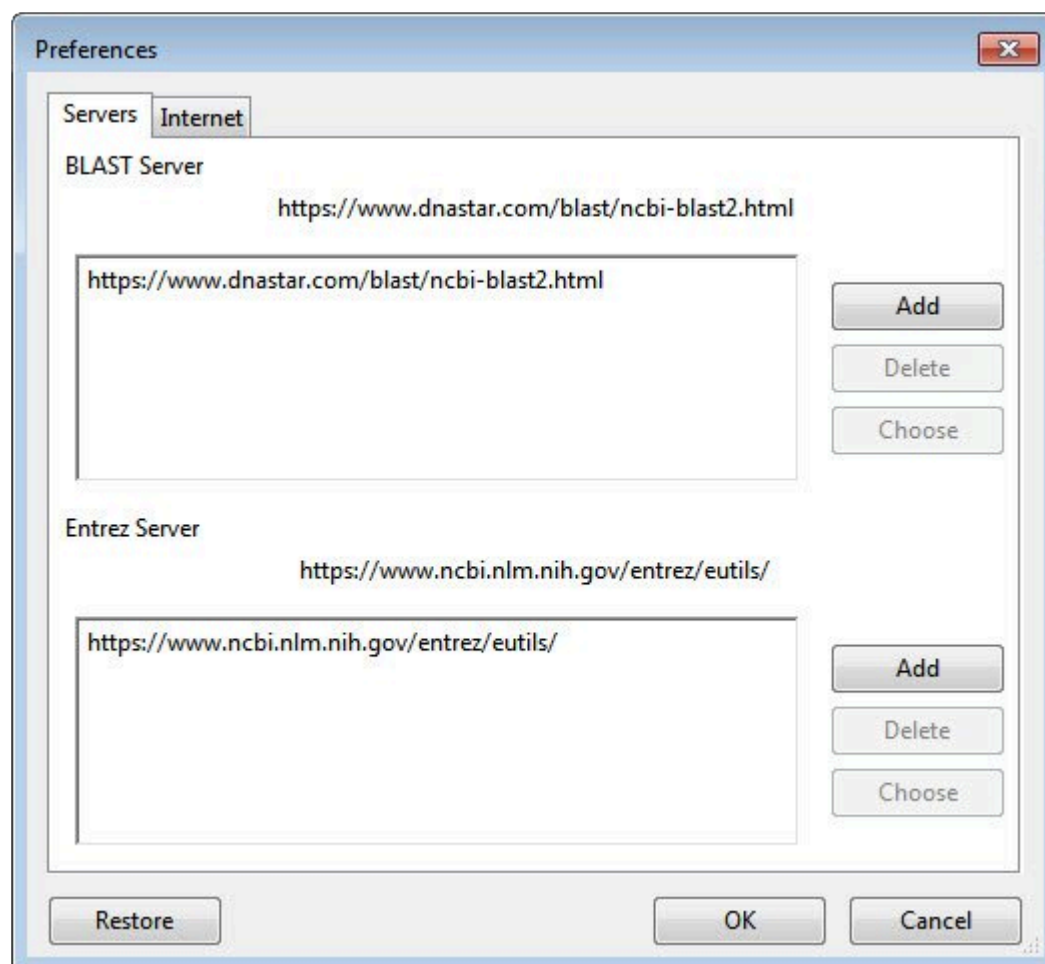 Preferences
Servers Internet
BLAST Server
https://www.dnastar.com/blast/ncbi-blast2.html
https://www.dnastar.com/blast/ncbi-blast2.html
Add
Delete
Choose
Entrez Server
https://www.ncbi.nlm.nih.gov/entrez/eutils/
https://www.ncbi.nlm.nih.gov/entrez/eutils/
Add
Delete
Choose
Restore OK Cancel